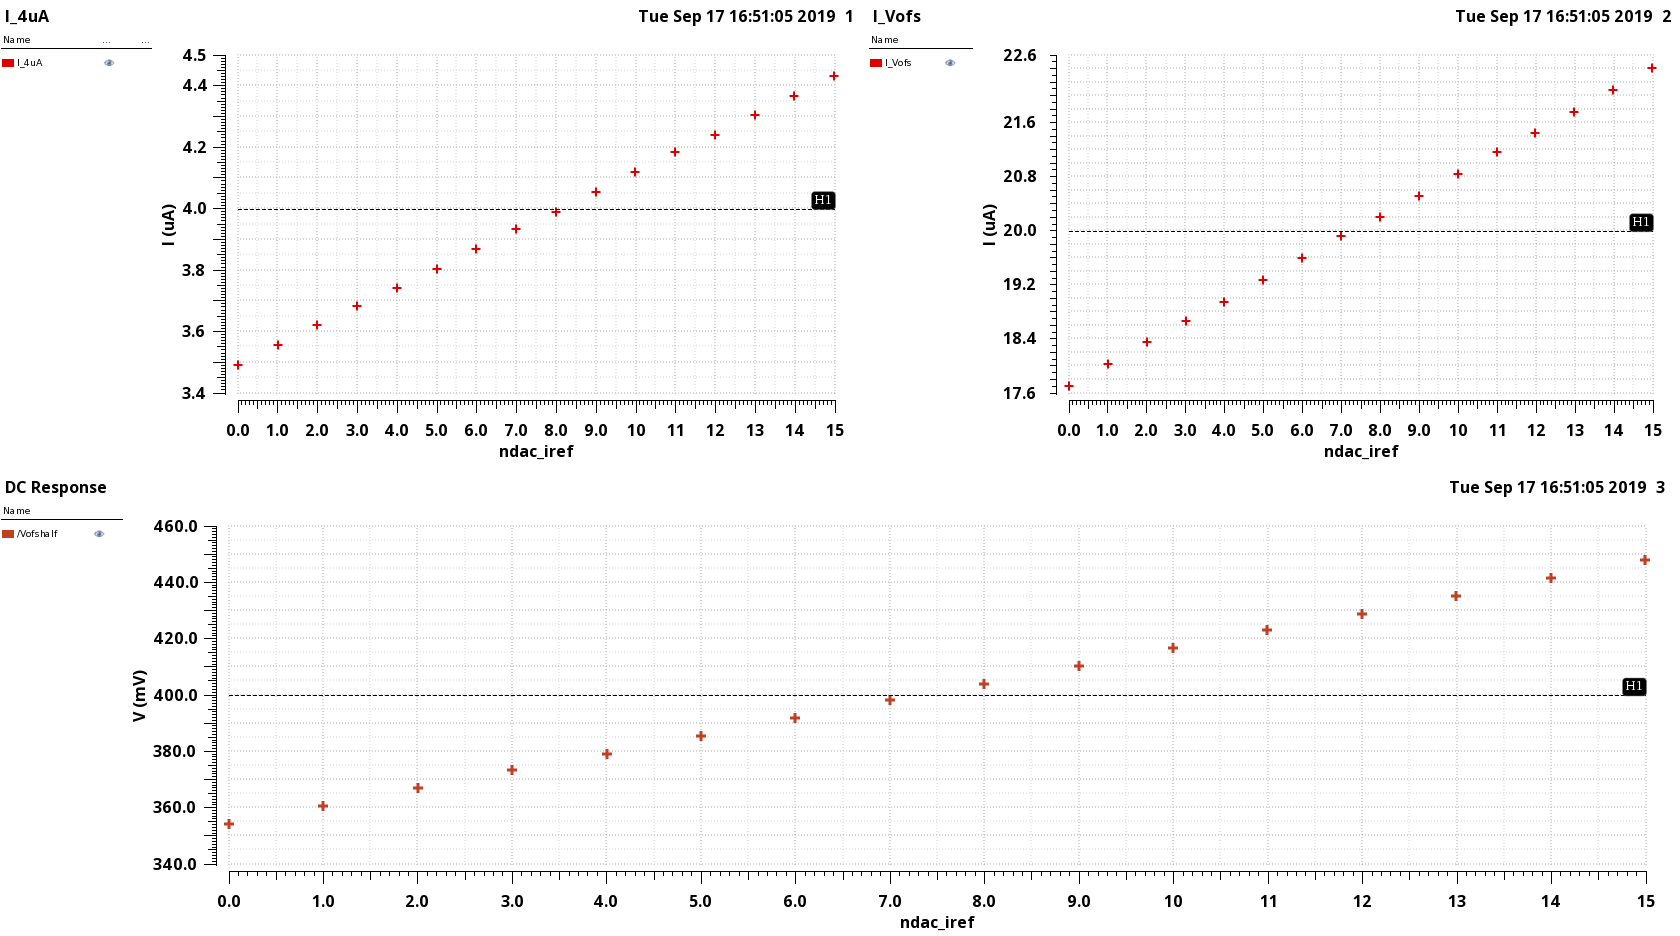 I_4uA
Tue Sep 17 16:51:05 2019 1
Name ... ...
I_4uA
4.5
4.4
4.2
4.0
3.8
3.6
3.4
I (uA)
H1
0.0 1.0 2.0 3.0 4.0 5.0 6.0 7.0 8.0 9.0 10 11 12 13 14 15
ndac_iref
I_Vofs
Tue Sep 17 16:51:05 2019 2
Name
I_Vofs
22.6
21.6
20.8
20.0
19.2
18.4
17.6
I (uA)
H1
0.0 1.0 2.0 3.0 4.0 5.0 6.0 7.0 8.0 9.0 10 11 12 13 14 15
ndac_iref
DC Response
Tue Sep 17 16:51:05 2019 3
Name
/Vofshalf
460.0
440.0
420.0
400.0
380.0
360.0
340.0
V (mV)
H1
0.0 1.0 2.0 3.0 4.0 5.0 6.0 7.0 8.0 9.0 10 11 12 13 14 15
ndac_iref